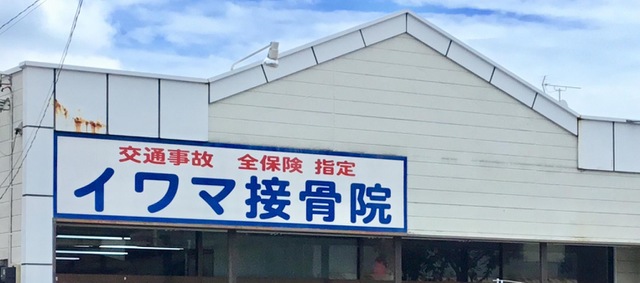 交通事故 全保険 指定
イワマ接骨院